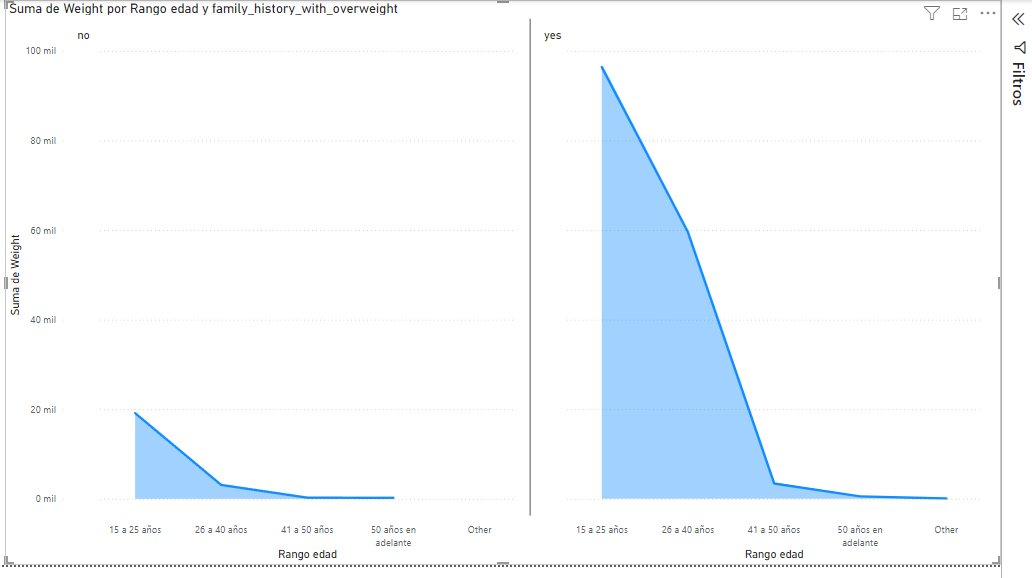 Suma de Weight por Rango edad y family_history_with_overweight
no
yes
100 mil
80 mil
60 mil
40 mil
20 mil
0 mil
Suma de Weight
15 a 25 años
26 a 40 años
41 a 50 años
50 años en
adelante
Other
Rango edad
15 a 25 años
26 a 40 años
41 a 50 años
50 años en
adelante
Other
Rango edad
Filtros